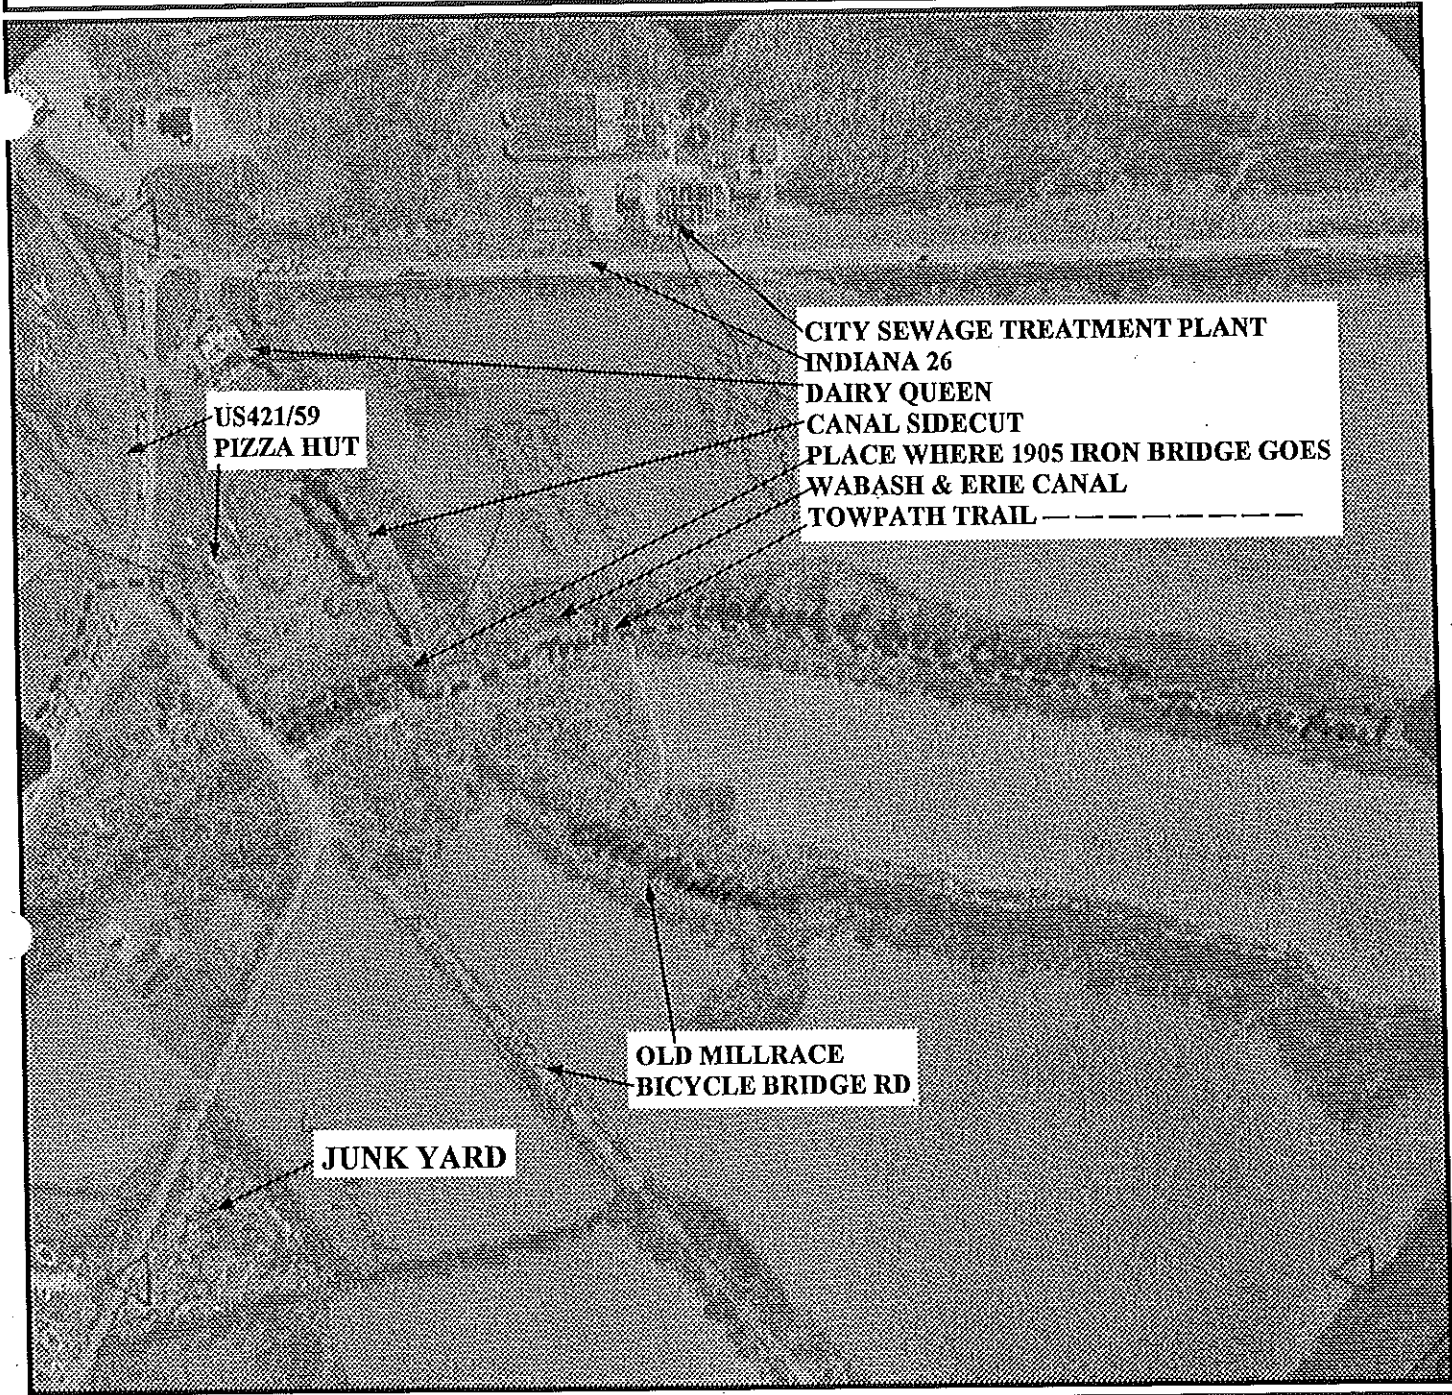 CITY SEWAGE TREATMENT PLANT
INDIANA 26
DAIRY QUEEN
CANAL SIDECUT
PLACE WHERE 1905 IRON BRIDGE GOES
WABASH & ERIE CANAL
TOWPATH TRAIL — — — — — — — —
US421/59
PIZZA HUT
OLD MILLRACE
BICYCLE BRIDGE RD
JUNK YARD